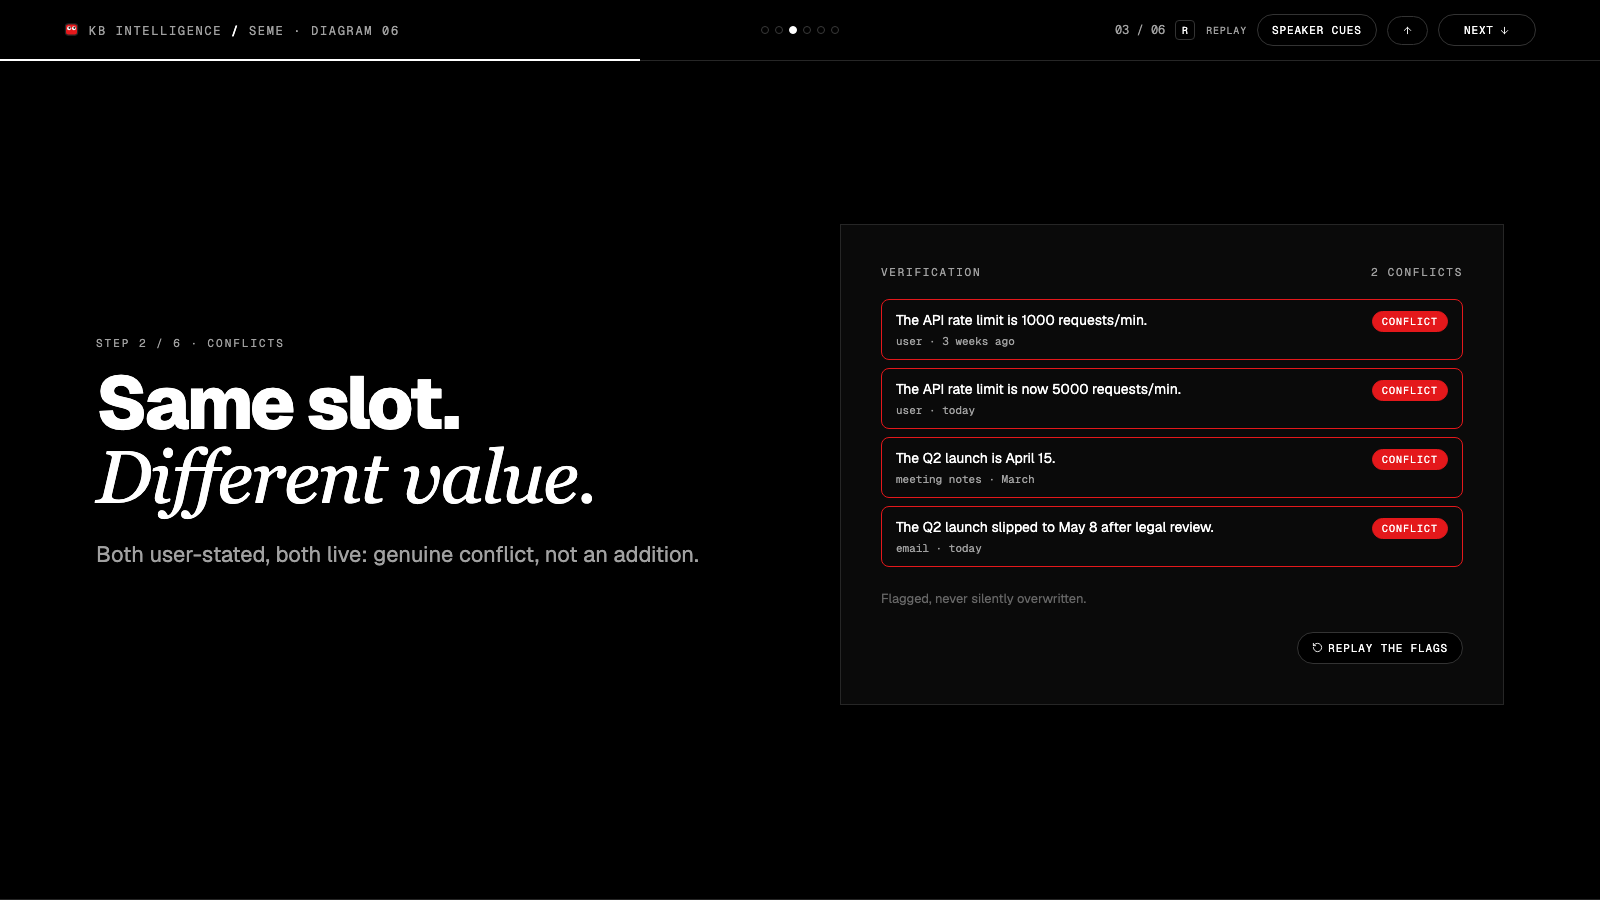 KB INTELLIGENCE / SEME · DIAGRAM 06
03 / 06
R
REPLAY
SPEAKER CUES
↑
NEXT ↓
STEP 2 / 6 · CONFLICTS
Same slot.
Different value.
Both user-stated, both live: genuine conflict, not an addition.
VERIFICATION
2 CONFLICTS
The API rate limit is 1000 requests/min.
CONFLICT
user · 3 weeks ago
The API rate limit is now 5000 requests/min.
CONFLICT
user · today
The Q2 launch is April 15.
CONFLICT
meeting notes · March
The Q2 launch slipped to May 8 after legal review.
CONFLICT
email · today
Flagged, never silently overwritten.
REPLAY THE FLAGS